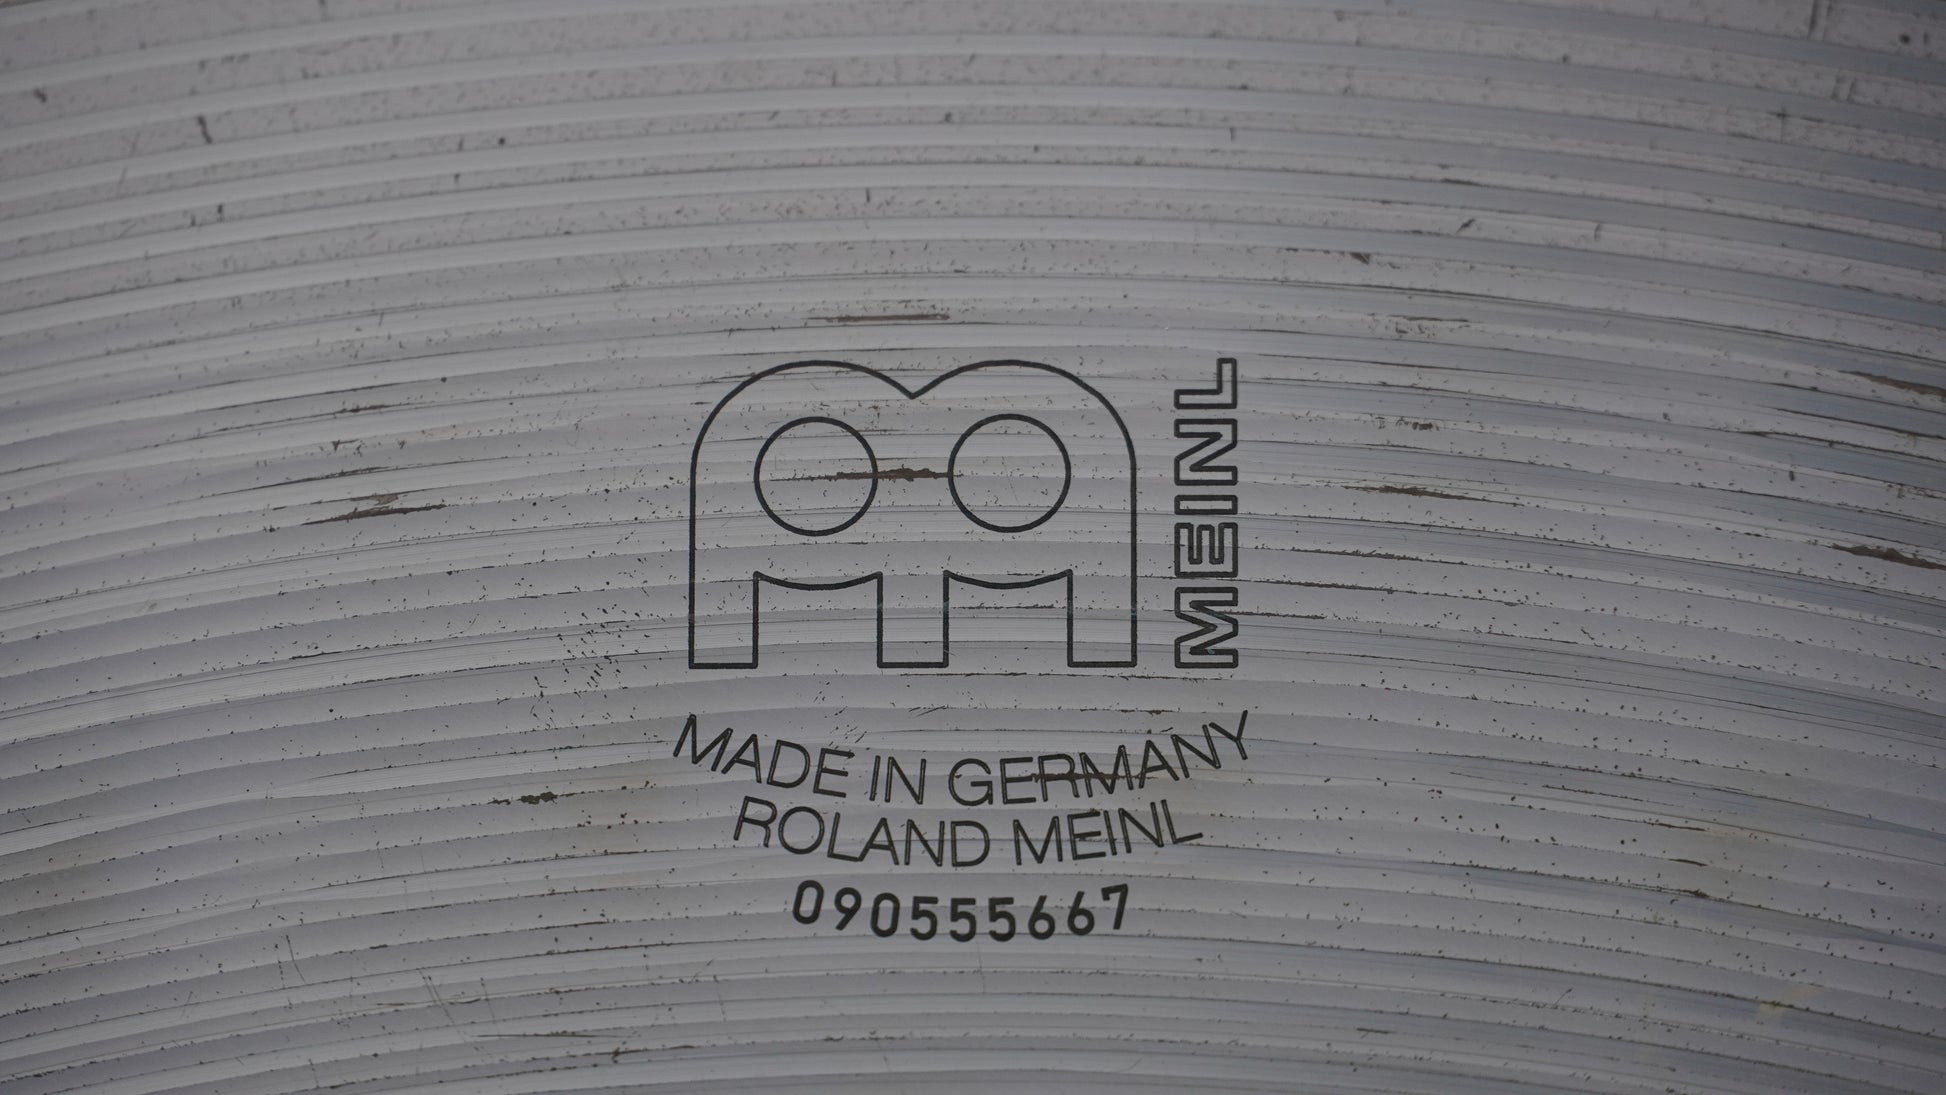 MEINL
MADE IN GERMANY
ROLAND MEINL
090555667